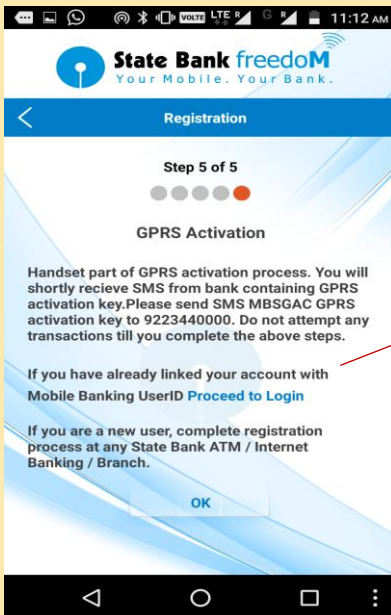 VOLTE LTE R G R 11:12 AM
State Bank freedoM
Your Mobile. Your Bank.
Registration
Step 5 of 5
GPRS Activation
Handset part of GPRS activation process. You will
shortly recieve SMS from bank containing GPRS
activation key.Please send SMS MBSGAC GPRS
activation key to 9223440000. Do not attempt any
transactions till you complete the above steps.
If you have already linked your account with
Mobile Banking UserID Proceed to Login
If you are a new user, complete registration
process at any State Bank ATM / Internet
Banking / Branch.
OK